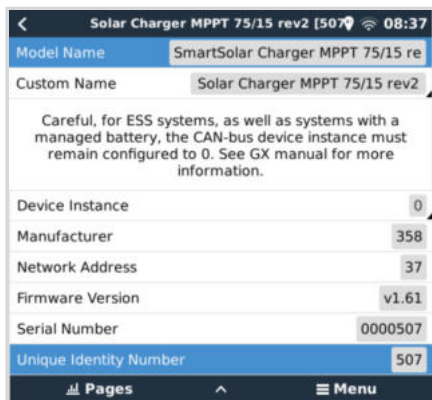 Solar Charger MPPT 75/15 rev2 [507 08:37
Model Name SmartSolar Charger MPPT 75/15 re
Custom Name Solar Charger MPPT 75/15 rev2
Careful, for ESS systems, as well as systems with a
managed battery, the CAN-bus device instance must
remain configured to 0. See GX manual for more
information.
Device Instance 0
Manufacturer 358
Network Address 37
Firmware Version v1.61
Serial Number 0000507
Unique Identity Number 507
Pages Menu